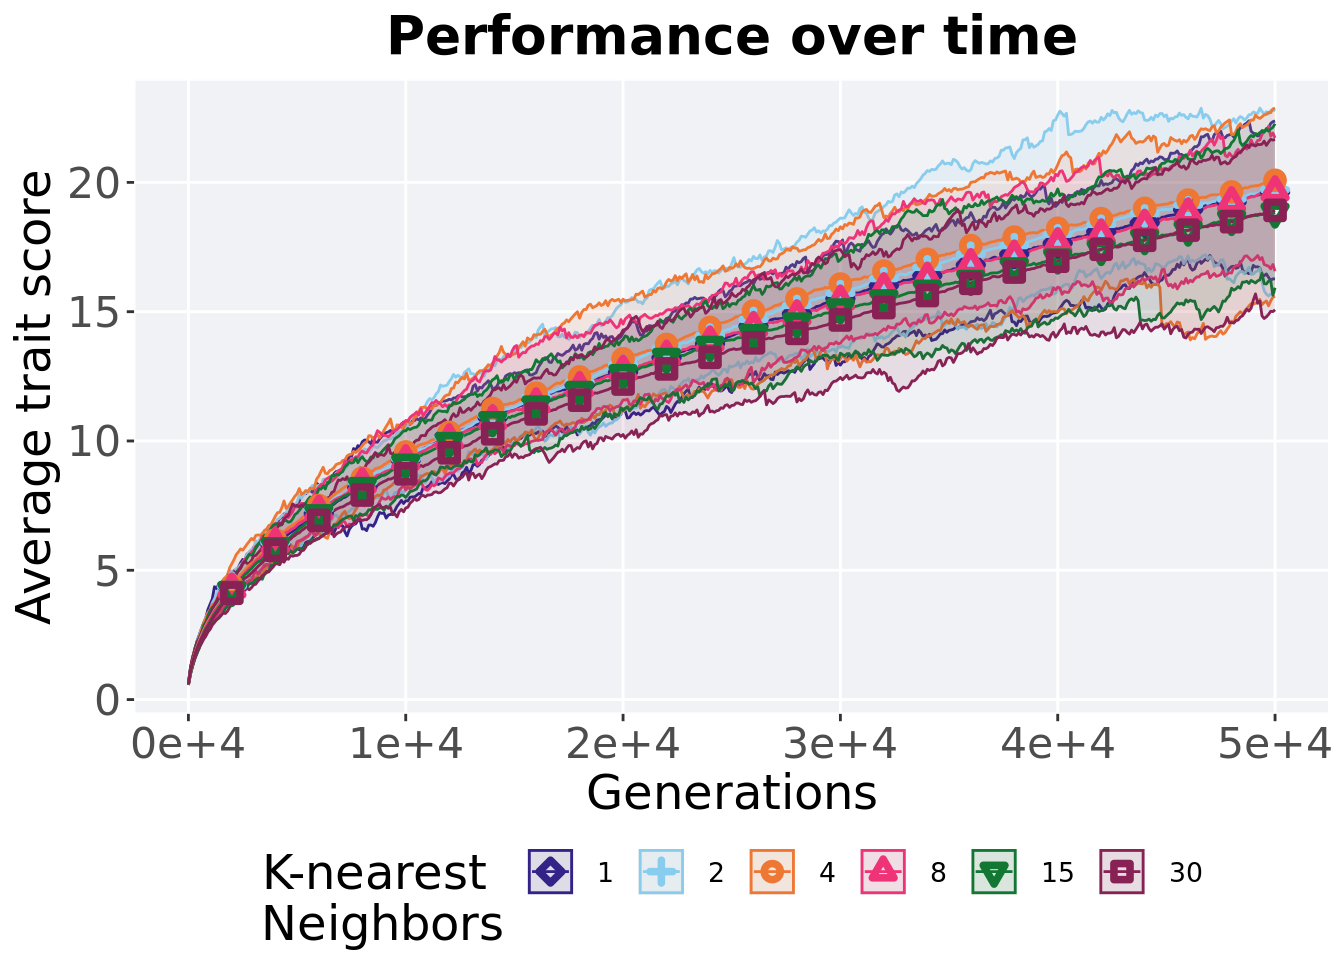 Performance over time
Average trait score
20
15
10
5
0
0e+4 1e+4 2e+4 3e+4 4e+4 5e+4
Generations
K-nearest
Neighbors
1 2 4 8 15 30